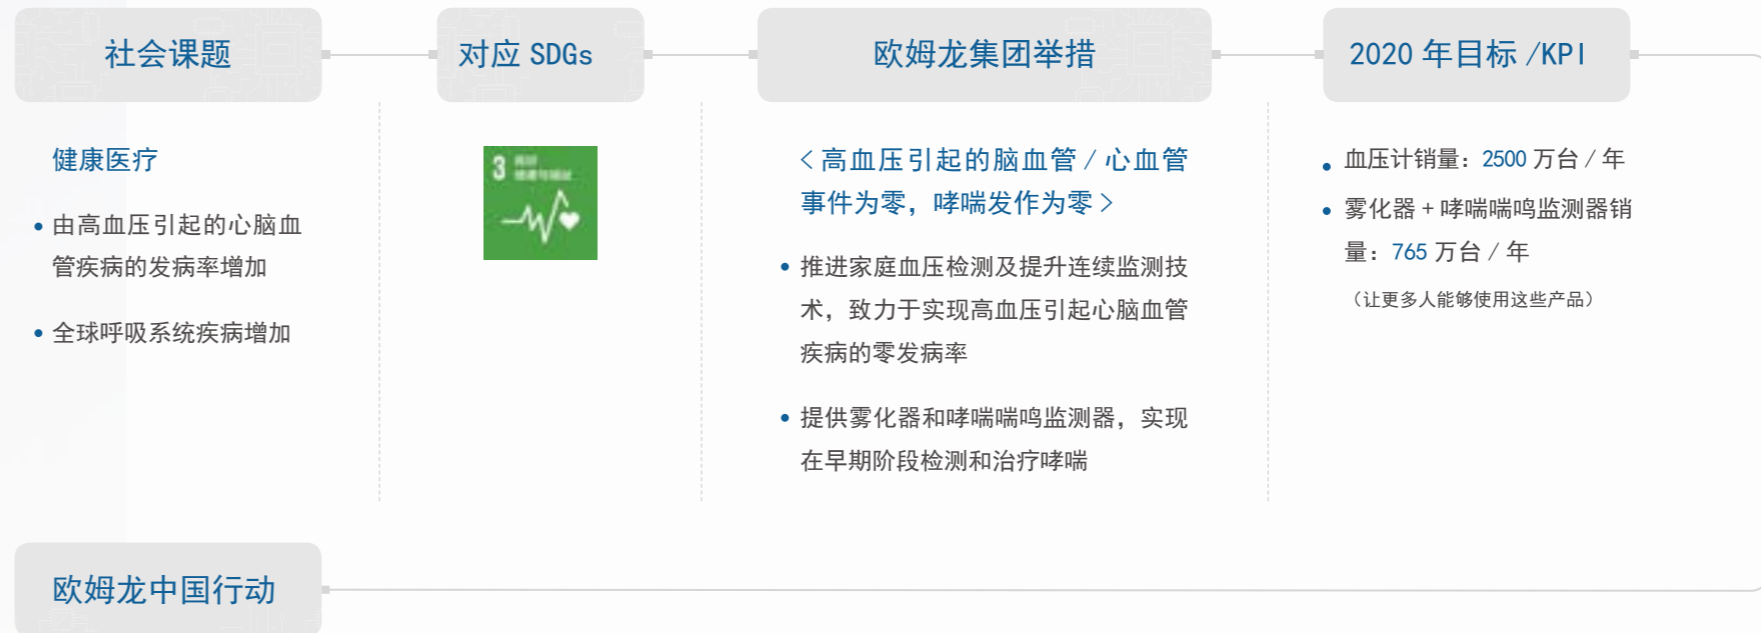 社会课题
对应 SDGs
欧姆龙集团举措
2020 年目标 /KPI
健康医疗
• 由高血压引起的心脑血
管疾病的发病率增加
• 全球呼吸系统疾病增加
3
< 高血压引起的脑血管 / 心血管
事件为零，哮喘发作为零 >
• 推进家庭血压检测及提升连续监测技
术，致力于实现高血压引起心脑血管
疾病的零发病率
• 提供雾化器和哮喘喘鸣监测器，实现
在早期阶段检测和治疗哮喘
• 血压计销量：2500 万台 / 年
• 雾化器 + 哮喘喘鸣监测器销
量：765 万台 / 年
（让更多人能够使用这些产品）
欧姆龙中国行动